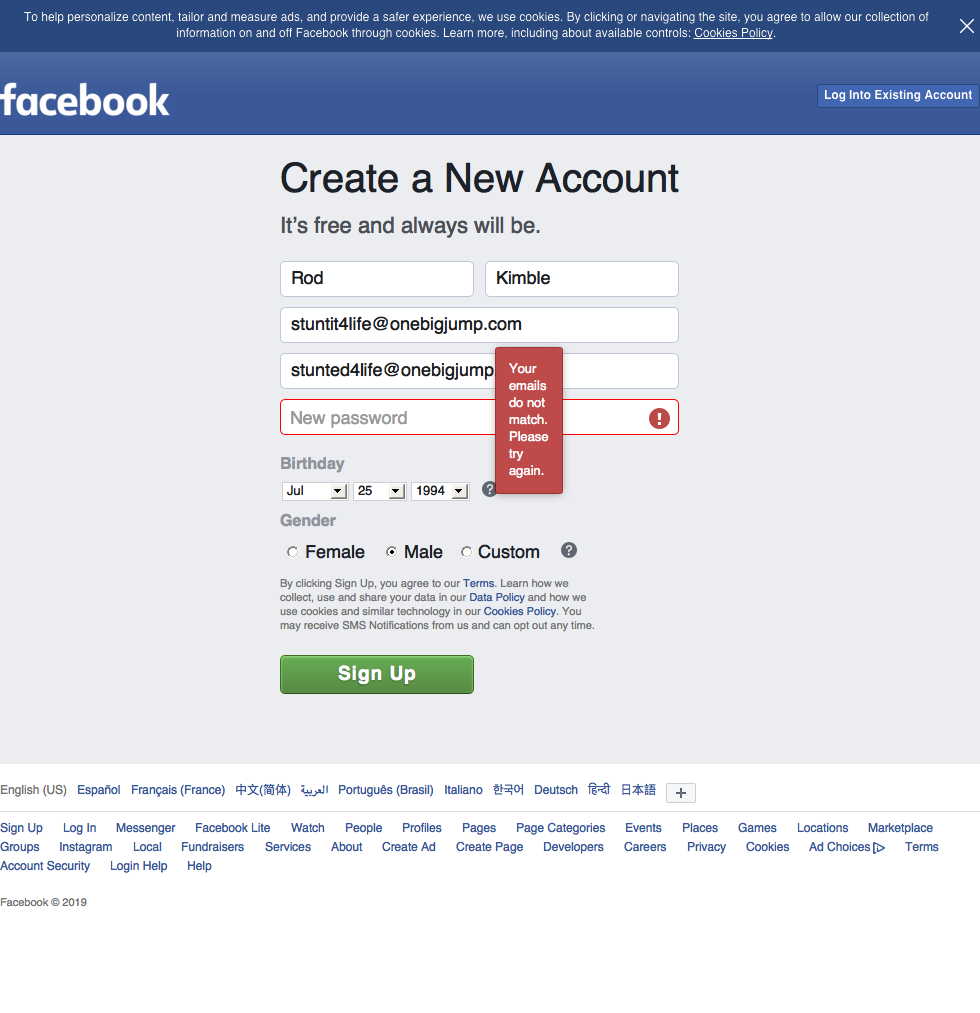 To help personalize content, tailor and measure ads, and provide a safer experience, we use cookies. By clicking or navigating the site, you agree to allow our collection of
information on and off Facebook through cookies. Learn more, including about available controls: Cookies Policy.
facebook
Log Into Existing Account
Create a New Account
It's free and always will be.
Rod Kimble
stuntit4life@onebigjump.com
stunted4life@onebigjump
Your
emails
do not
match.
Please
try
again.
New password
!
Birthday
Jul 25 1994 ?
Gender
Female Male Custom ?
By clicking Sign Up, you agree to our Terms. Learn how we
collect, use and share your data in our Data Policy and how we
use cookies and similar technology in our Cookies Policy. You
may receive SMS Notifications from us and can opt out any time.
Sign Up
English (US) Español Français (France) 中文(简体) العربية Português (Brasil) Italiano 한국어 Deutsch हिन्दी 日本語 +
Sign Up Log In Messenger Facebook Lite Watch People Profiles Pages Page Categories Events Places Games Locations Marketplace
Groups Instagram Local Fundraisers Services About Create Ad Create Page Developers Careers Privacy Cookies Ad Choices Terms
Account Security Login Help Help
Facebook © 2019